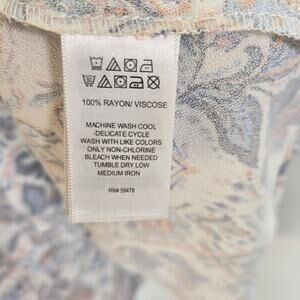 100% RAYON/ VISCOSE
MACHINE WASH COOL
-DELICATE CYCLE
WASH WITH LIKE COLORS
ONLY NON-CHLORINE
BLEACH WHEN NEEDED
TUMBLE DRY LOW
MEDIUM IRON
RN# 59478